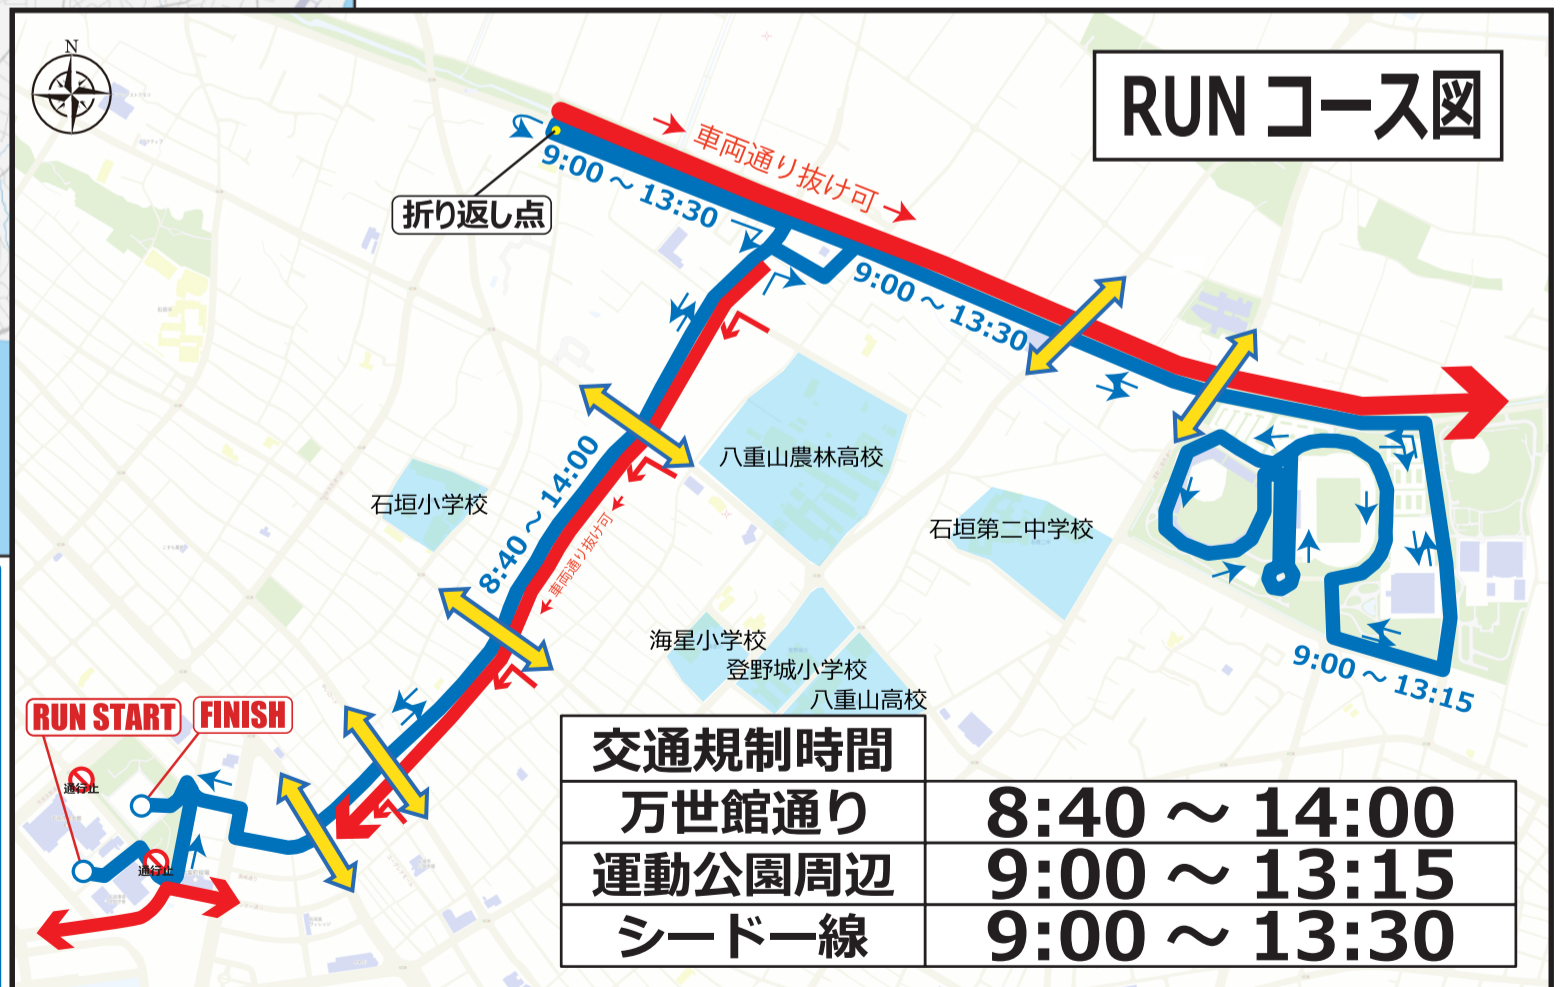 N
RUN コース図
車両通り抜け可
9:00 ～ 13:30
折り返し点
9:00 ～ 13:30
八重山農林高校
石垣小学校
8:40 ～ 14:00
車両通り抜け可
石垣第二中学校
海星小学校
登野城小学校
八重山高校
9:00 ～ 13:15
RUN START
FINISH
通行止
通行止
交通規制時間
万世館通り 8:40 ～ 14:00
運動公園周辺 9:00 ～ 13:15
シード一線 9:00 ～ 13:30